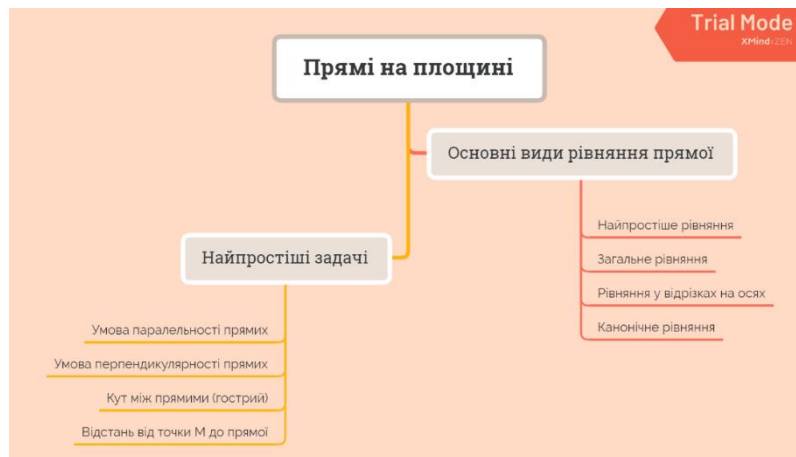 Trial Mode
XMind:ZEN
Прямі на площині
Основні види рівняння прямої
Найпростіше рівняння
Загальне рівняння
Рівняння у відрізках на осях
Канонічне рівняння
Найпростіші задачі
Умова паралельності прямих
Умова перпендикулярності прямих
Кут між прямими (гострий)
Відстань від точки М до прямої